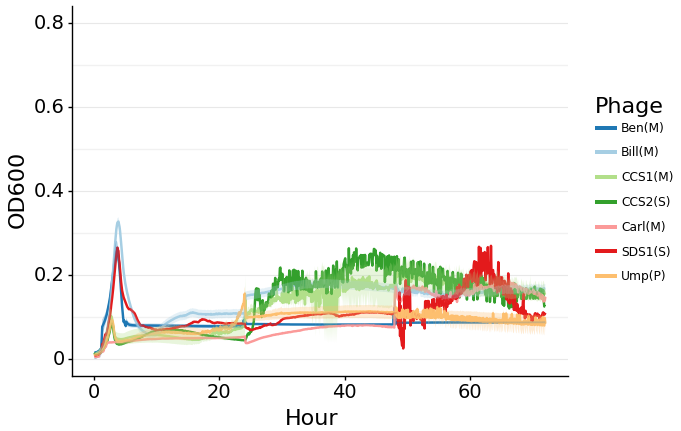 0.8
0.6
0.4
0.2
0
OD600
0 20 40 60
Hour
Phage
Ben(M)
Bill(M)
CCS1(M)
CCS2(S)
Carl(M)
SDS1(S)
Ump(P)